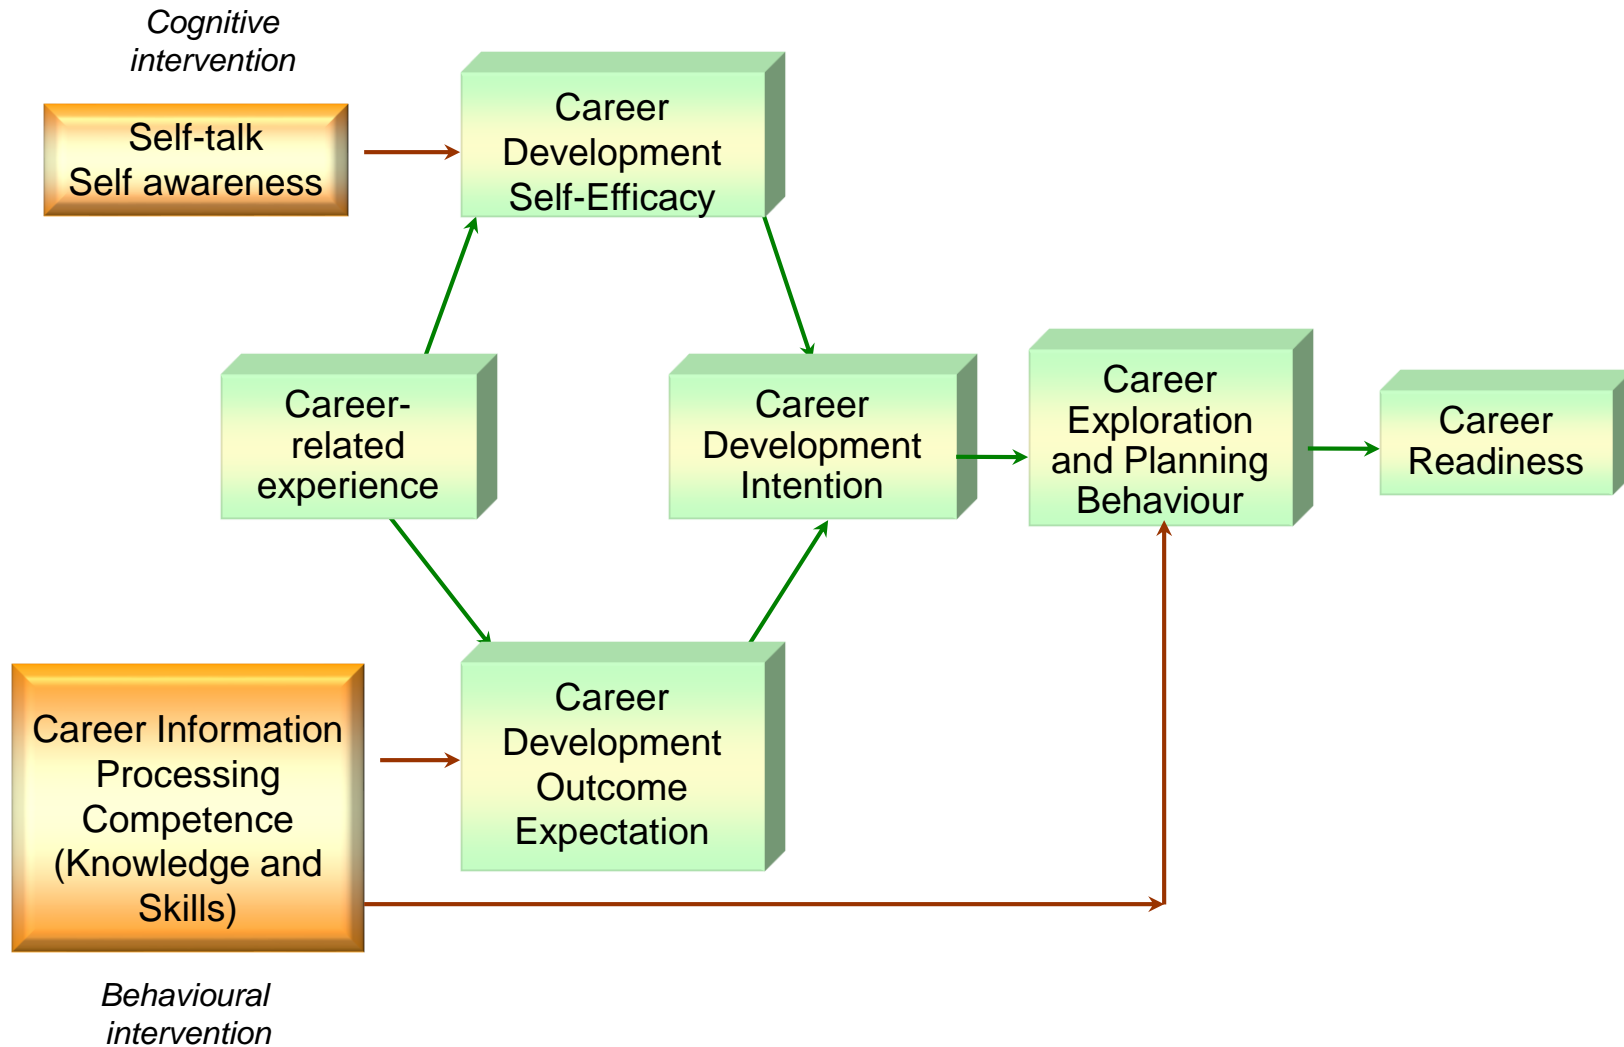 Cognitive
intervention
Self-talk
Self awareness
Career
Development
Self-Efficacy
Career-
related
experience
Career
Development
Intention
Career
Exploration
and Planning
Behaviour
Career
Readiness
Career Information
Processing
Competence
(Knowledge and
Skills)
Career
Development
Outcome
Expectation
Behavioural
intervention